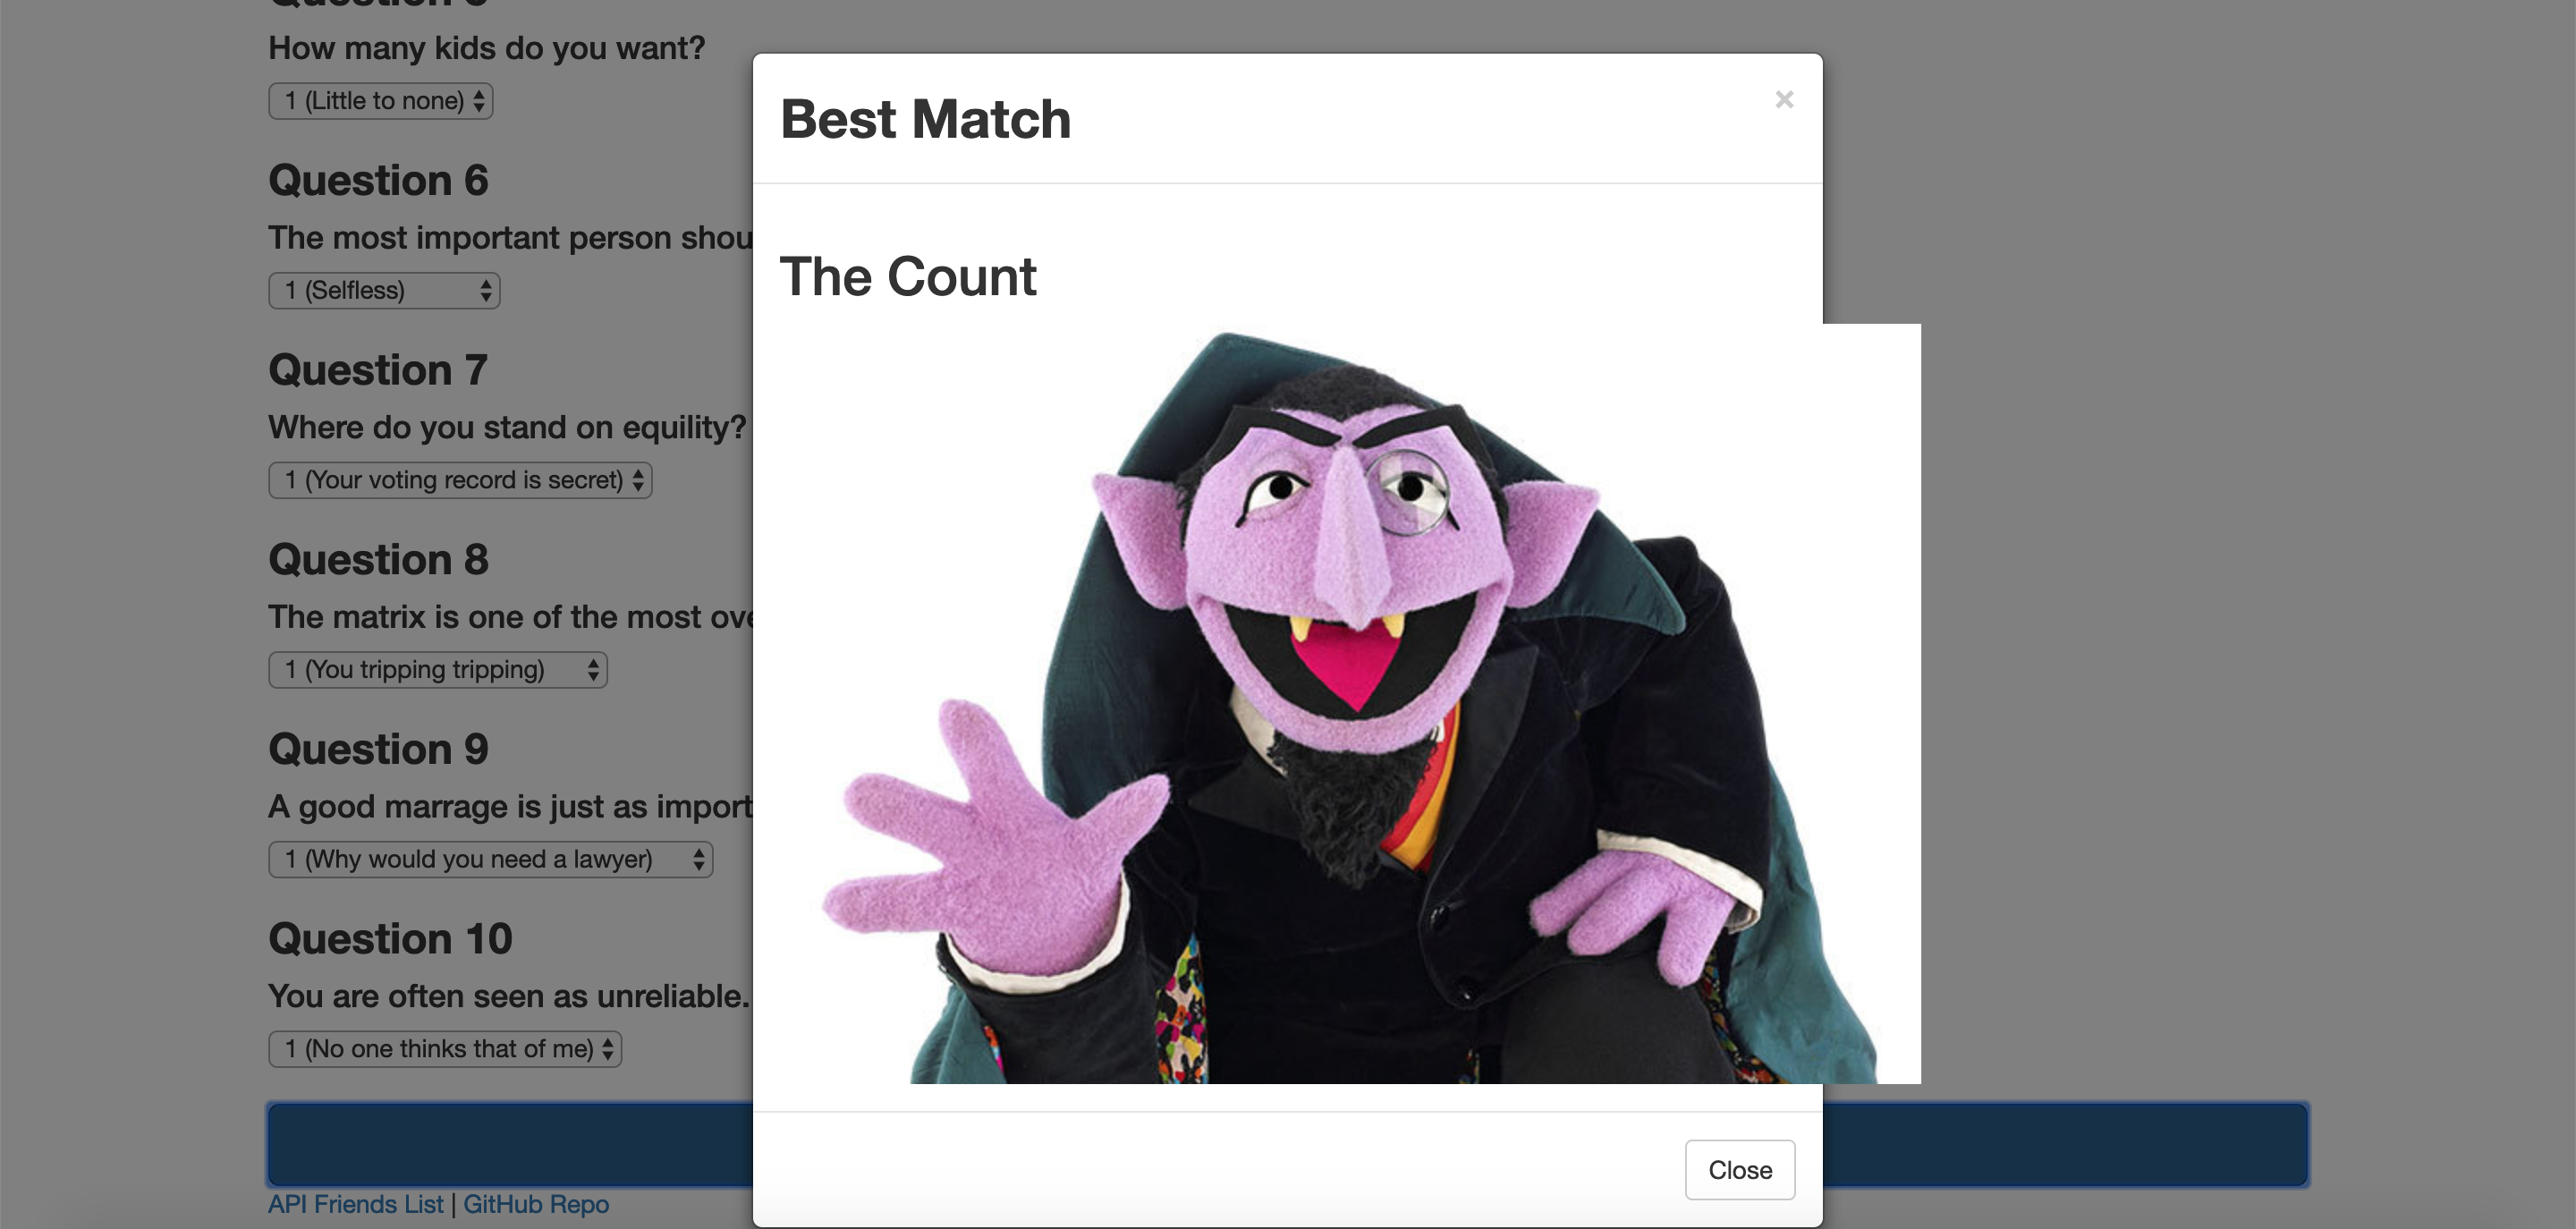 How many kids do you want?
1 (Little to none)
Question 6
The most important person shou
1 (Selfless)
Question 7
Where do you stand on equility?
1 (Your voting record is secret)
Question 8
The matrix is one of the most ove
1 (You tripping tripping)
Question 9
A good marrage is just as import
1 (Why would you need a lawyer)
Question 10
You are often seen as unreliable.
1 (No one thinks that of me)
API Friends List | GitHub Repo
Best Match
×
The Count
Close